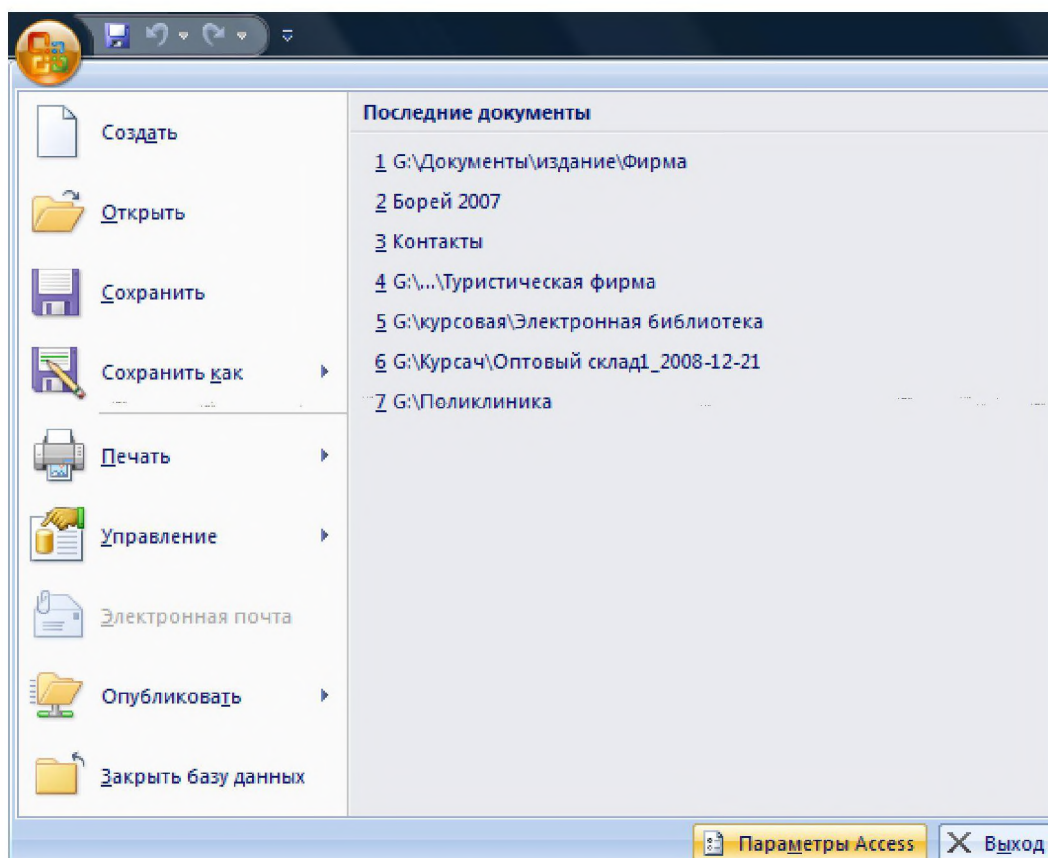 Создать
Открыть
Сохранить
Сохранить как
Печать
Управление
Электронная почта
Опубликовать
Закрыть базу данных
Последние документы
1 G:\Документы\издание\Фирма
2 Борей 2007
3 Контакты
4 G:\...\Туристическая фирма
5 G:\курсовая\Электронная библиотека
6 G:\Курсач\Оптовый склад1_2008-12-21
7 G:\Поликлиника
Параметры Access
Выход